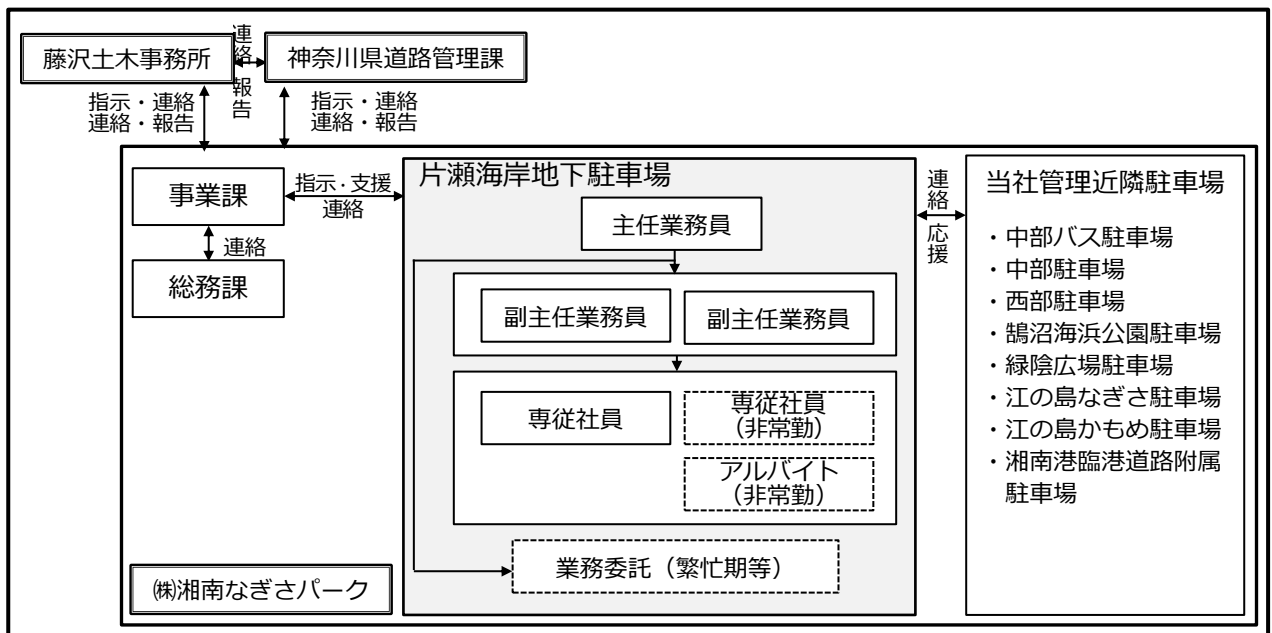 藤沢土木事務所
連絡
報告
神奈川県道路管理課
指示・連絡
連絡・報告
指示・連絡
連絡・報告
事業課
指示・支援
連絡
連絡
総務課
㈱湘南なぎさパーク
片瀬海岸地下駐車場
主任業務員
副主任業務員
副主任業務員
専従社員
専従社員
（非常勤）
アルバイト
（非常勤）
業務委託（繁忙期等）
連絡
応援
当社管理近隣駐車場
・中部バス駐車場
・中部駐車場
・西部駐車場
・鵠沼海浜公園駐車場
・緑陰広場駐車場
・江の島なぎさ駐車場
・江の島かもめ駐車場
・湘南港臨港道路附属
駐車場